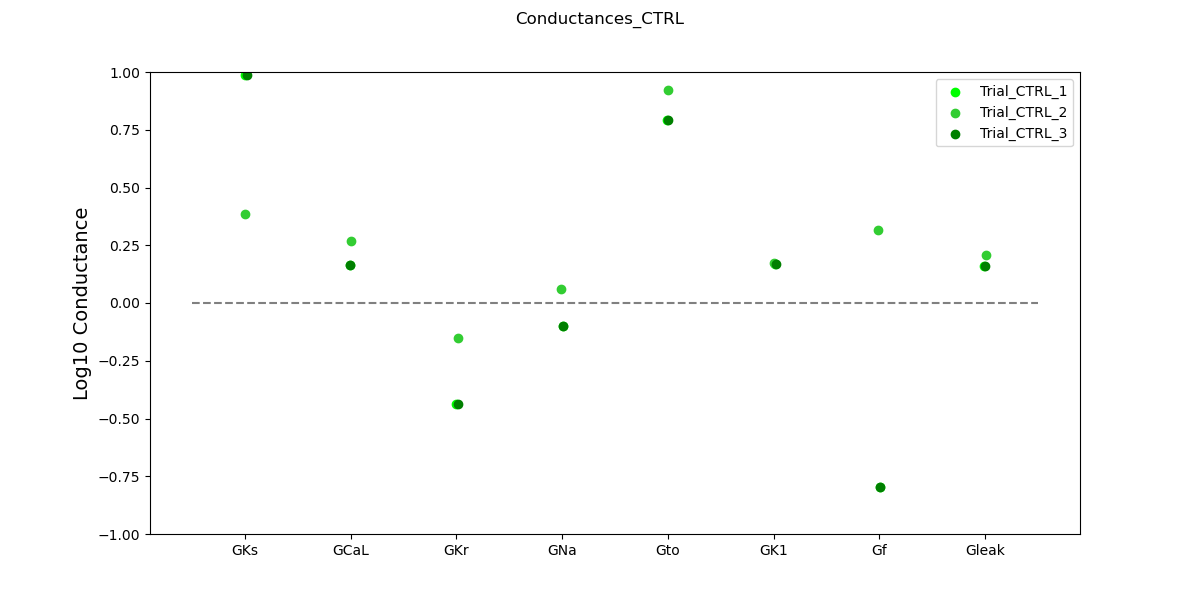 Conductances_CTRL
Log10 Conductance
1.00
0.75
0.50
0.25
0.00
−0.25
−0.50
−0.75
−1.00
Trial_CTRL_1
Trial_CTRL_2
Trial_CTRL_3
GKs GCaL GKr GNa Gto GK1 Gf Gleak